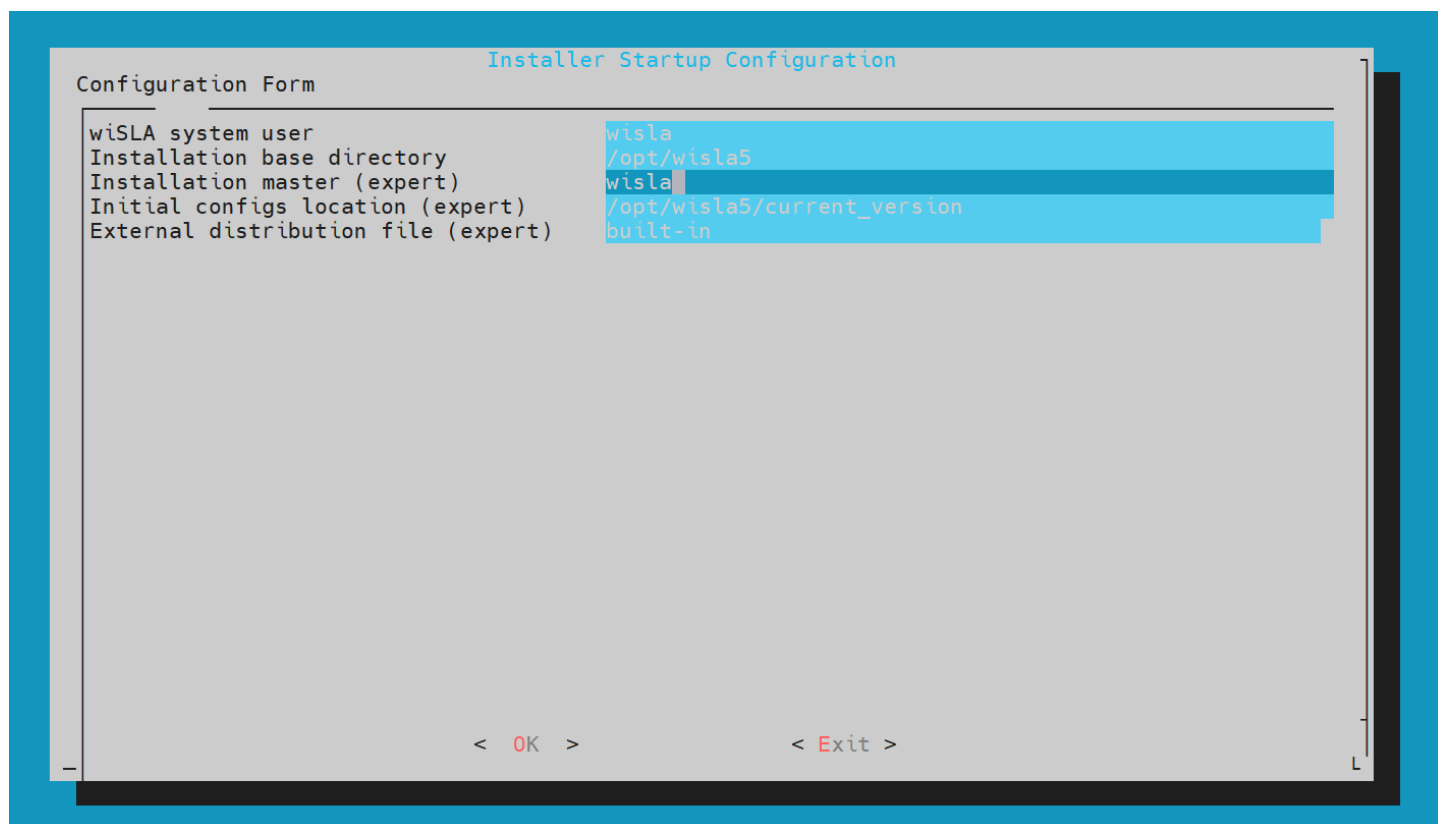 Installer Startup Configuration
Configuration Form
wiSLA system user wisla
Installation base directory /opt/wisla5
Installation master (expert) wisla
Initial configs location (expert) /opt/wisla5/current_version
External distribution file (expert) built-in
< OK > < Exit >